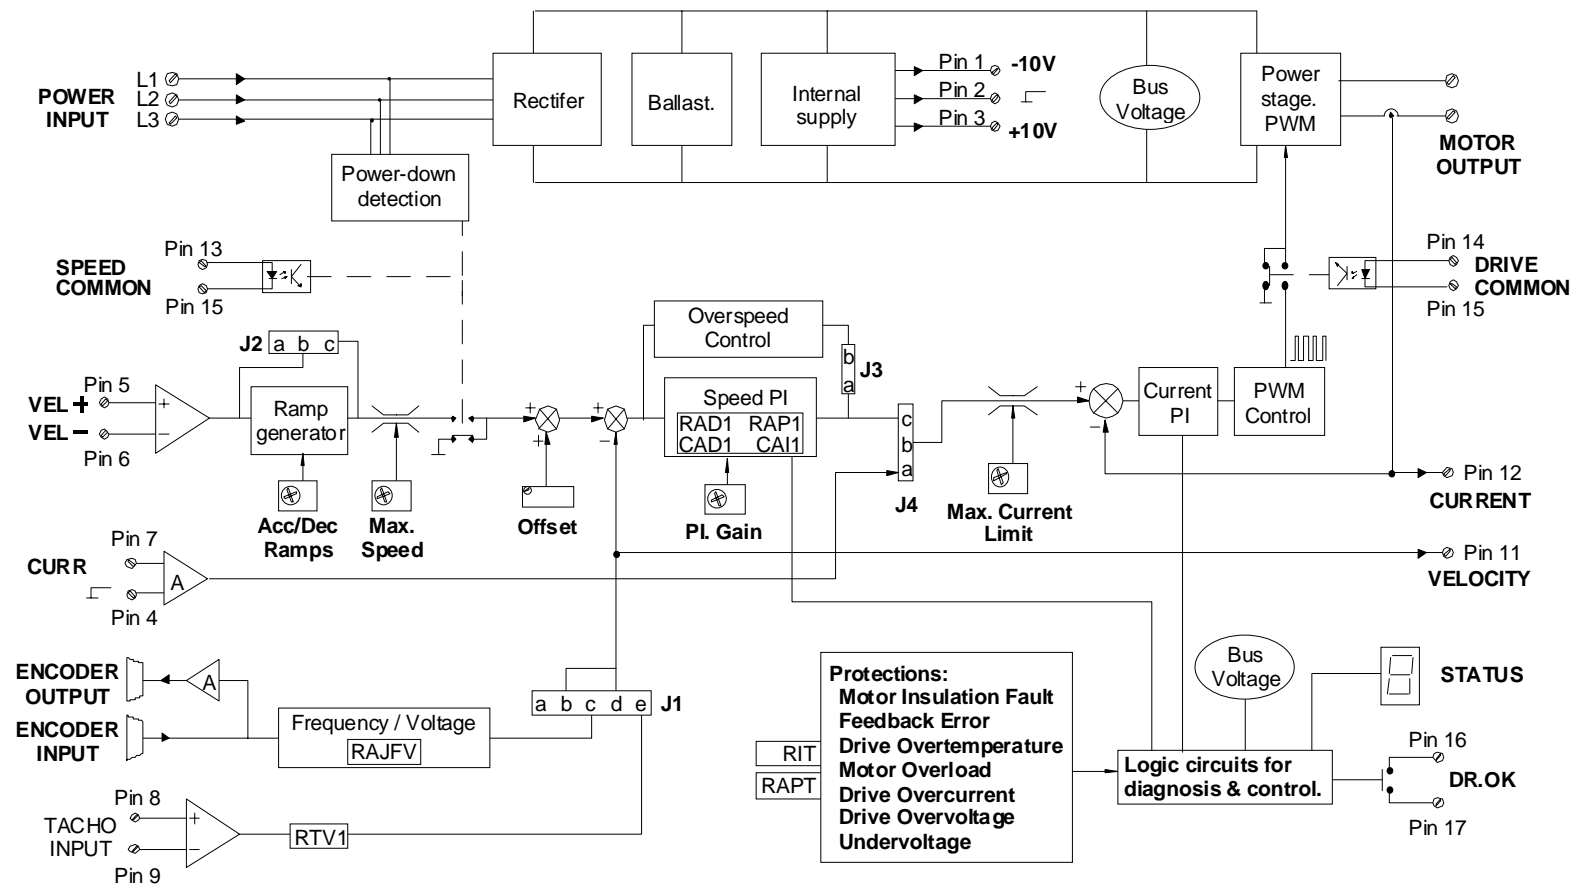 POWER
INPUT
L1
L2
L3
Rectifer
Ballast.
Internal
supply
Pin 1
-10V
Pin 2
Pin 3
+10V
Bus
Voltage
Power
stage.
PWM
MOTOR
OUTPUT
Power-down
detection
Pin 13
SPEED
COMMON
Pin 15
Pin 14
DRIVE
COMMON
Pin 15
J2
a b c
Overspeed
Control
b
a
J3
Pin 5
VEL +
VEL -
Pin 6
+
-
Ramp
generator
+
+
+
-
Speed PI
RAD1 RAP1
CAD1 CAI1
c
b
a
J4
+
-
Current
PI
PWM
Control
Acc/Dec
Ramps
Max.
Speed
Offset
PI. Gain
Max. Current
Limit
Pin 12
CURRENT
Pin 7
CURR
A
Pin 4
Pin 11
VELOCITY
ENCODER
OUTPUT
A
ENCODER
INPUT
Frequency / Voltage
RAJFV
a b c d e
J1
Pin 8
TACHO
INPUT
Pin 9
+
-
RTV1
RIT
RAPT
Protections:
Motor Insulation Fault
Feedback Error
Drive Overtemperature
Motor Overload
Drive Overcurrent
Drive Overvoltage
Undervoltage
Bus
Voltage
STATUS
Logic circuits for
diagnosis & control.
Pin 16
DR.OK
Pin 17